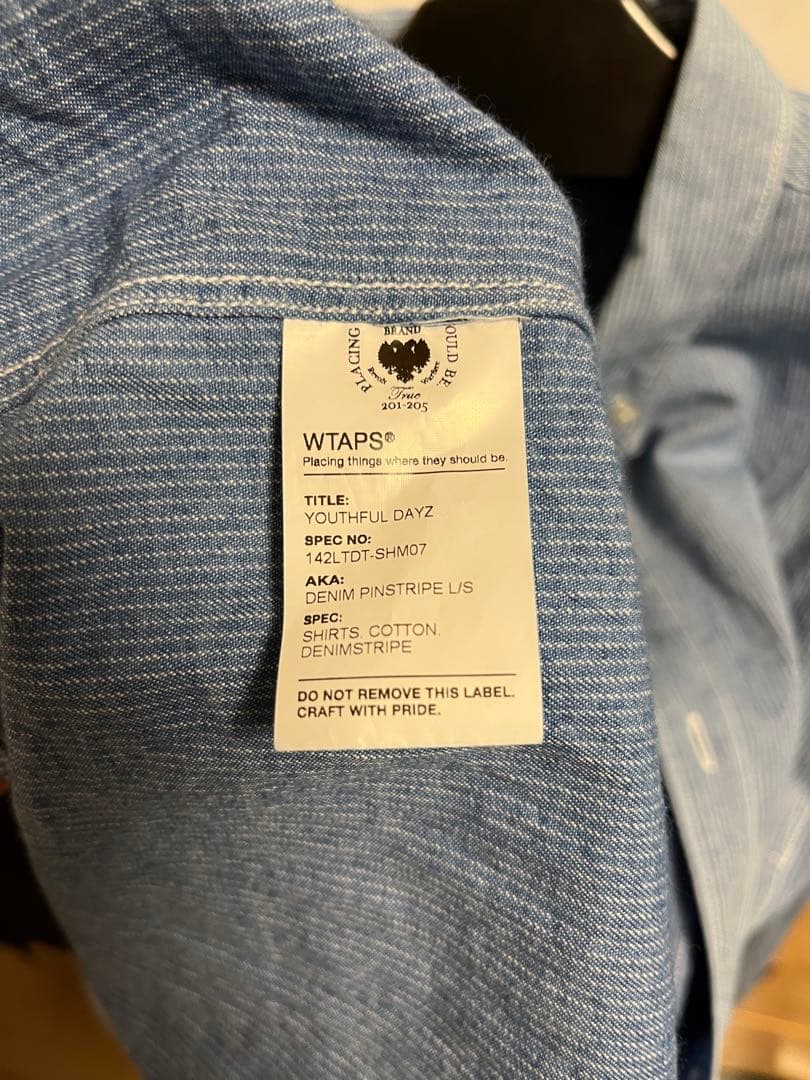 BRAND
PLACING
OULD BE.
True
201-205
WTAPS®
Placing things where they should be.
TITLE:
YOUTHFUL DAYZ
SPEC NO:
142LTDT-SHM07
AKA:
DENIM PINSTRIPE L/S
SPEC:
SHIRTS. COTTON.
DENIMSTRIPE
DO NOT REMOVE THIS LABEL.
CRAFT WITH PRIDE.